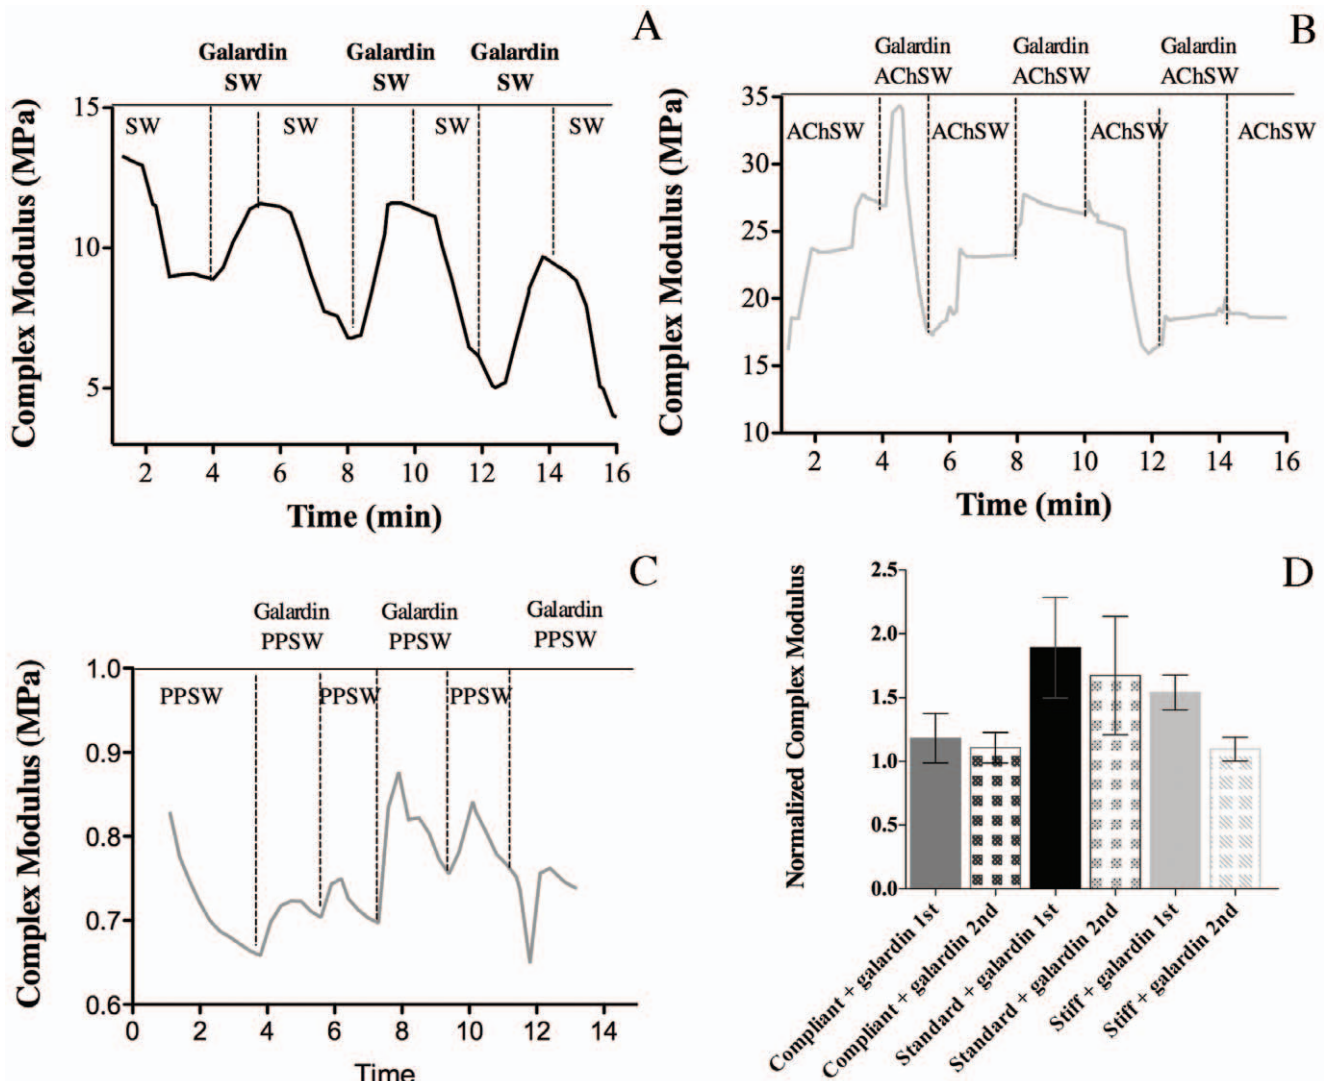 A
Galardin Galardin Galardin
SW SW SW
15
SW SW SW SW
10
5
Complex Modulus (MPa)
2 4 6 8 10 12 14 16
Time (min)
B
Galardin Galardin Galardin
AChSW AChSW AChSW
35
AChSW AChSW AChSW AChSW
30
25
20
15
10
Complex Modulus (MPa)
2 4 6 8 10 12 14 16
Time (min)
C
Galardin Galardin Galardin
PPSW PPSW PPSW
1.0
PPSW PPSW PPSW
0.9
0.8
0.7
0.6
Complex Modulus (MPa)
0 2 4 6 8 10 12 14
Time
D
2.5
2.0
1.5
1.0
0.5
0.0
Normalized Complex Modulus
Compliant + galardin 1st
Compliant + galardin 2nd
Standard + galardin 1st
Standard + galardin 2nd
Stiff + galardin 1st
Stiff + galardin 2nd